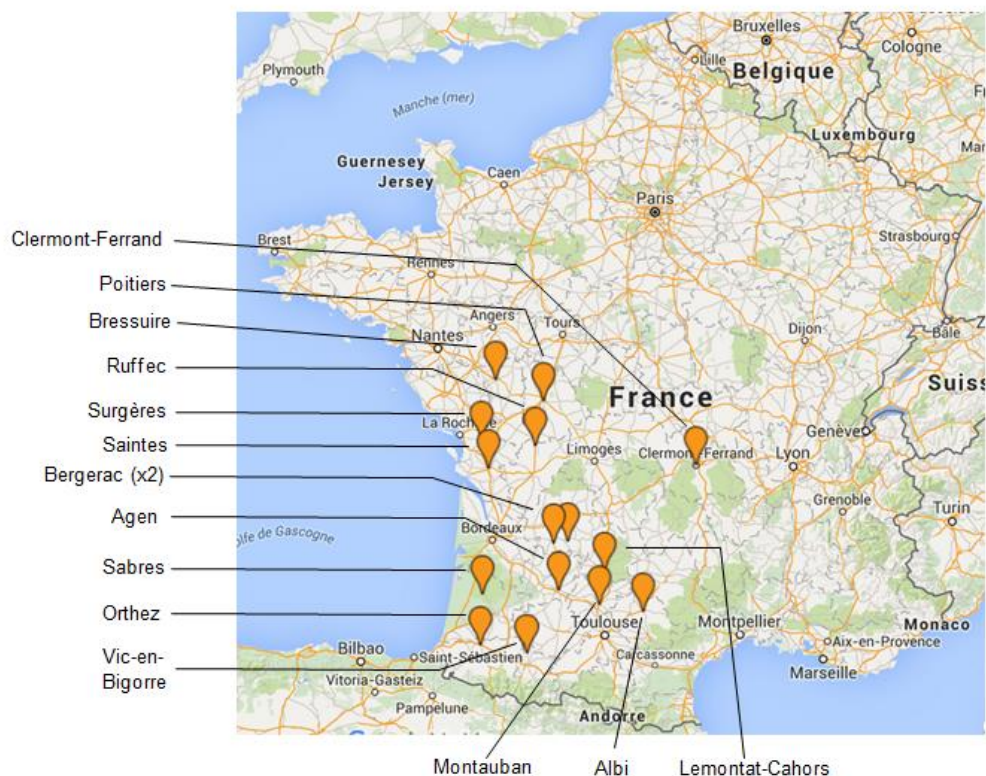 Clermont-Ferrand
Poitiers
Bressuire
Ruffec
Surgères
Saintes
Bergerac (x2)
Agen
Sabres
Orthez
Vic-en-
Bigorre
Montauban
Albi
Lemontat-Cahors
Plymouth
Bruxelles
Cologne
Lille
Belgique
Manche (mer)
Luxembourg
Guernesey
Jersey
Caen
Paris
Strasbourg
Brest
Rennes
Angers
Tours
Nantes
Dijon
Bâle
France
Suiss
La Rochelle
Limoges
Clermont-Ferrand
Genève
Lyon
Grenoble
Turin
Bordeaux
olfe de Gascogne
Toulouse
Montpellier
Monaco
Aix-en-Provence
Marseille
Bilbao
Saint-Sébastien
Carcassonne
Vitoria-Gasteiz
Pampelune
Andorre